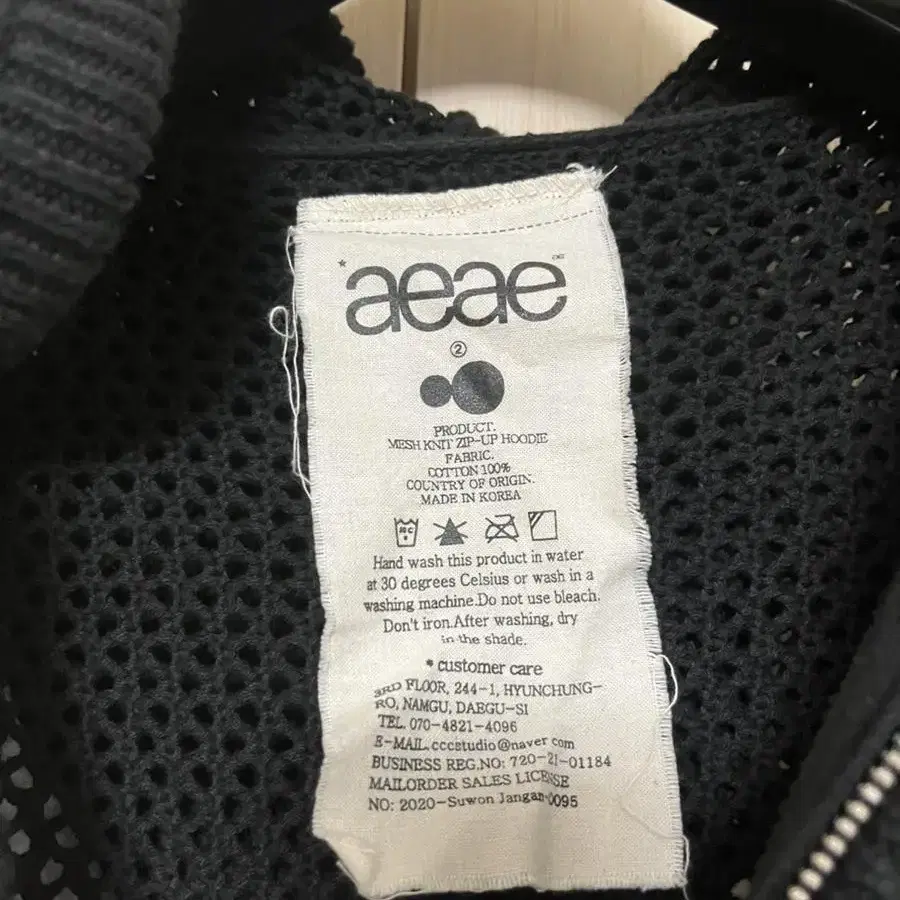 *aeae
②
PRODUCT.
MESH KNIT ZIP-UP HOODIE
FABRIC.
COTTON 100%
COUNTRY OF ORIGIN.
MADE IN KOREA
Hand wash this product in water
at 30 degrees Celsius or wash in a
washing machine.Do not use bleach.
Don't iron.After washing, dry
in the shade.
* customer care
3RD FLOOR, 244-1, HYUNCHUNG-
RO, NAMGU, DAEGU-SI
TEL. 070-4821-4096
E-MAIL.cccstudio@naver com
BUSINESS REG.NO: 720-21-01184
MAILORDER SALES LICENSE
NO: 2020-Suwon Jangan-0095